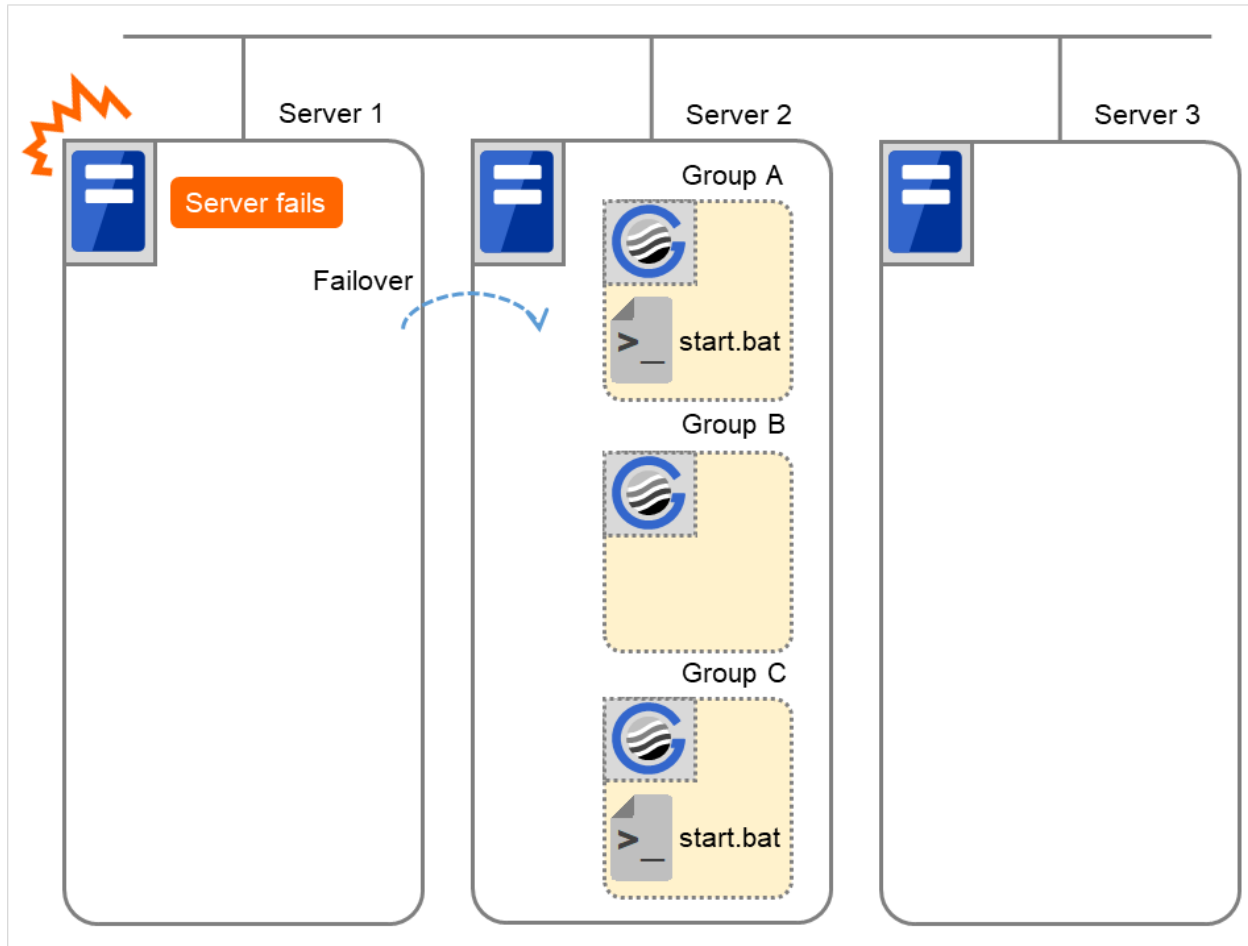 Server 1
Server 2
Server 3
Server fails
Failover
Group A
start.bat
Group B
Group C
start.bat